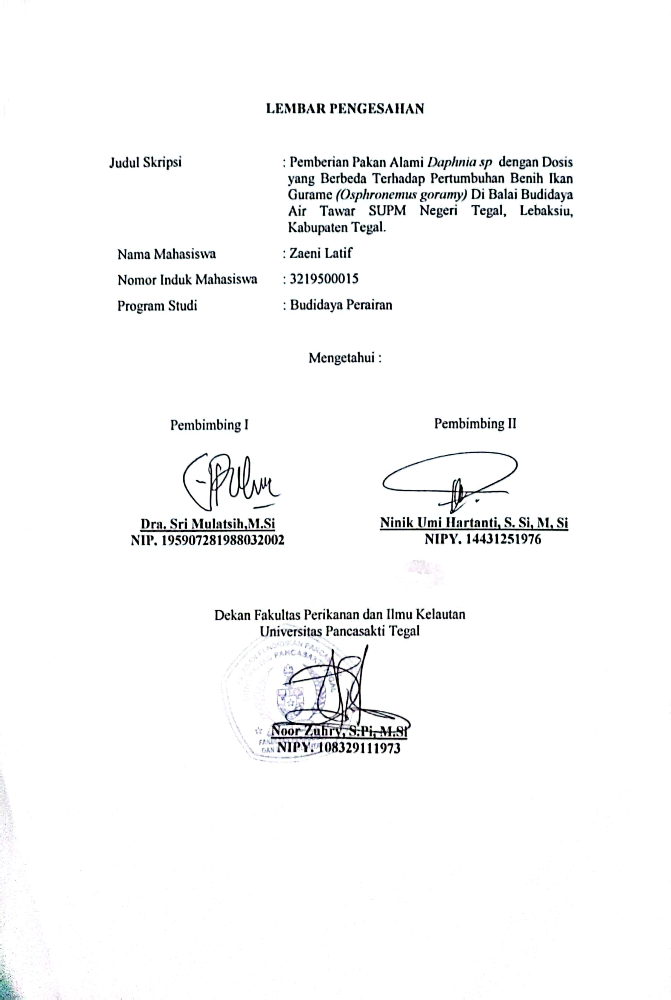 LEMBAR PENGESAHAN
Judul Skripsi : Pemberian Pakan Alami Daphnia sp dengan Dosis
yang Berbeda Terhadap Pertumbuhan Benih Ikan
Gurame (Osphronemus goramy) Di Balai Budidaya
Air Tawar SUPM Negeri Tegal, Lebaksiu,
Kabupaten Tegal.
Nama Mahasiswa : Zaeni Latif
Nomor Induk Mahasiswa : 3219500015
Program Studi : Budidaya Perairan
Mengetahui :
Pembimbing I Pembimbing II
Dra. Sri Mulatsih,M.Si Ninik Umi Hartanti, S. Si, M, Si
NIP. 195907281988032002 NIPY. 14431251976
Dekan Fakultas Perikanan dan Ilmu Kelautan
Universitas Pancasakti Tegal
PENDIDIKAN
Noor Zuhry, S.Pi, M.Si
NIPY. 108329111973
DAN